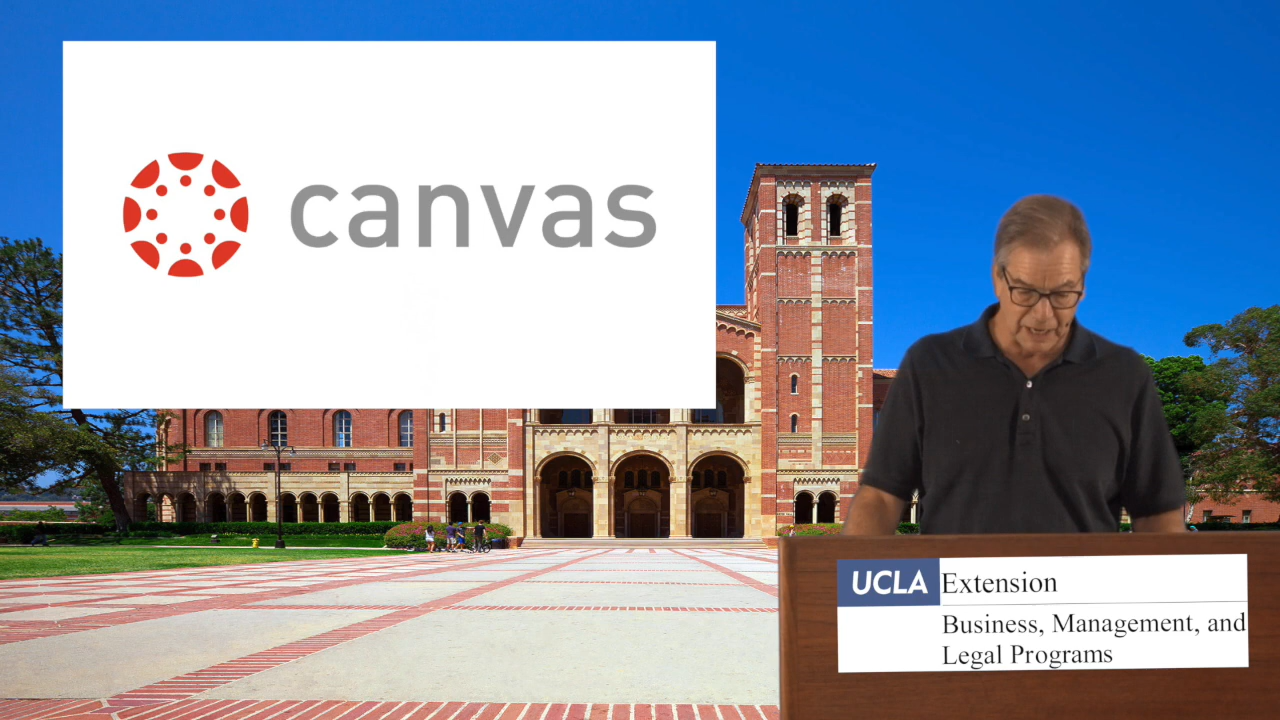 canvas
UCLA Extension
Business, Management, and
Legal Programs